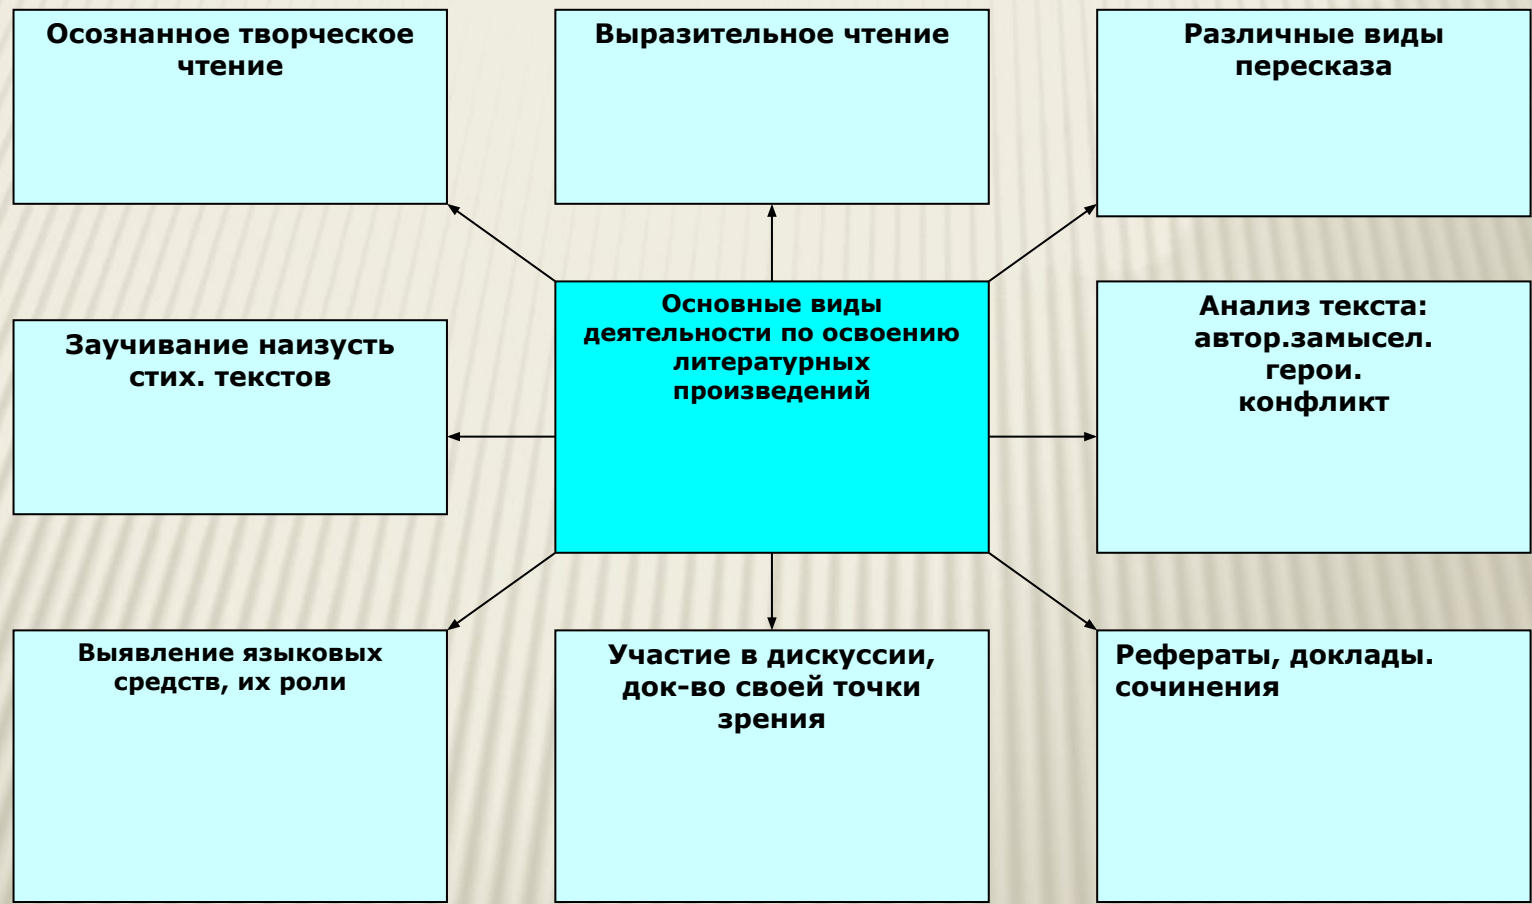 Осознанное творческое
чтение
Выразительное чтение
Различные виды
пересказа
Заучивание наизусть
стих. текстов
Основные виды
деятельности по освоению
литературных
произведений
Анализ текста:
автор.замысел.
герои.
конфликт
Выявление языковых
средств, их роли
Участие в дискуссии,
док-во своей точки
зрения
Рефераты, доклады.
сочинения